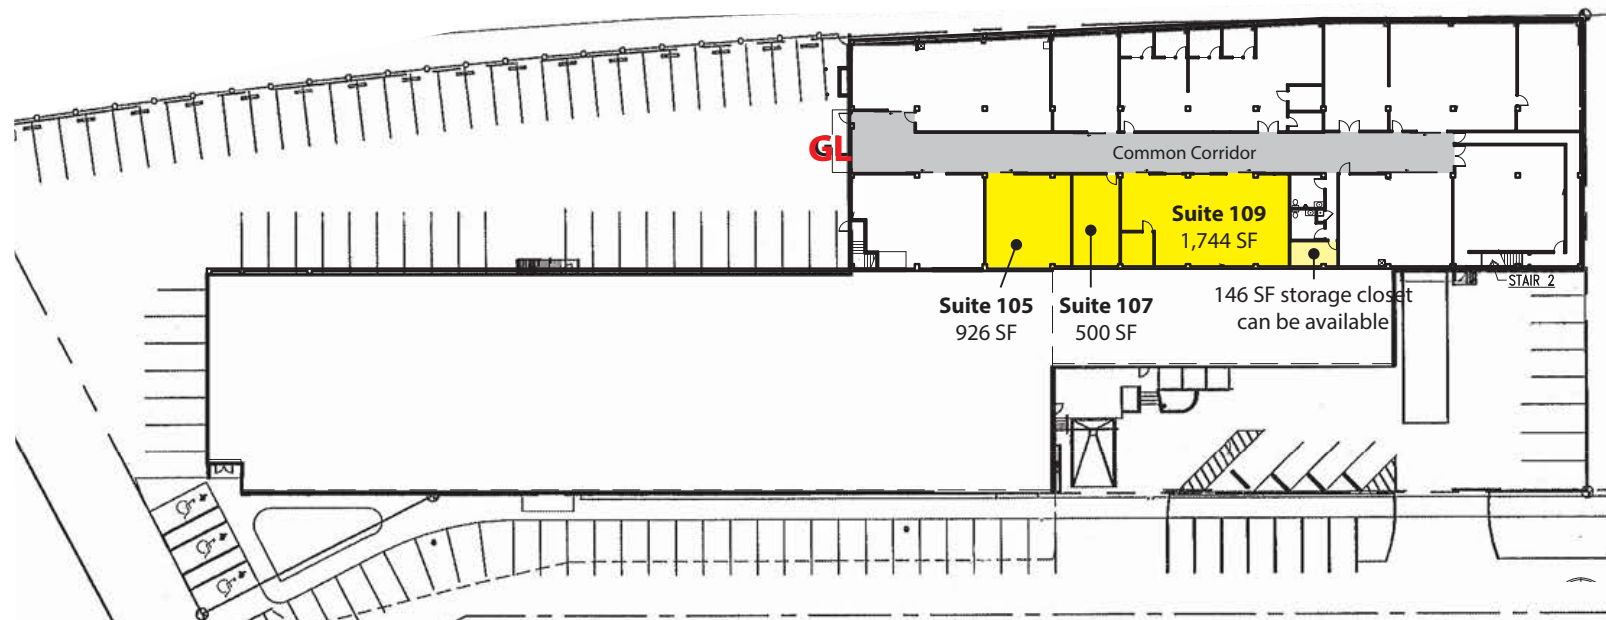 GL
Common Corridor
Suite 109
1,744 SF
Suite 105
926 SF
Suite 107
500 SF
146 SF storage closet
can be available
STAIR 2